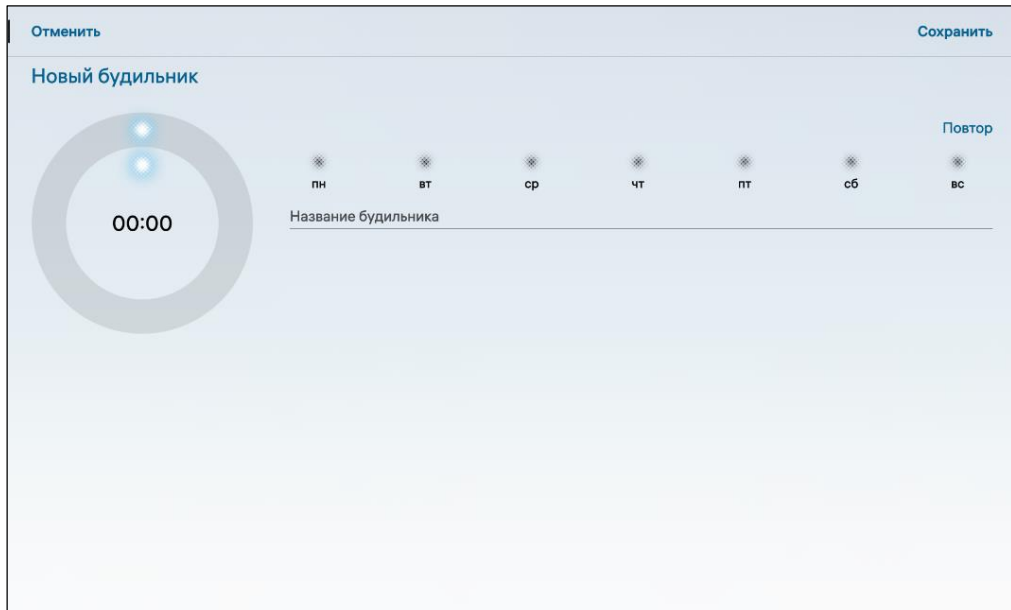 Отменить Сохранить
Новый будильник
Повтор
пн вт ср чт пт сб вс
00:00
Название будильника